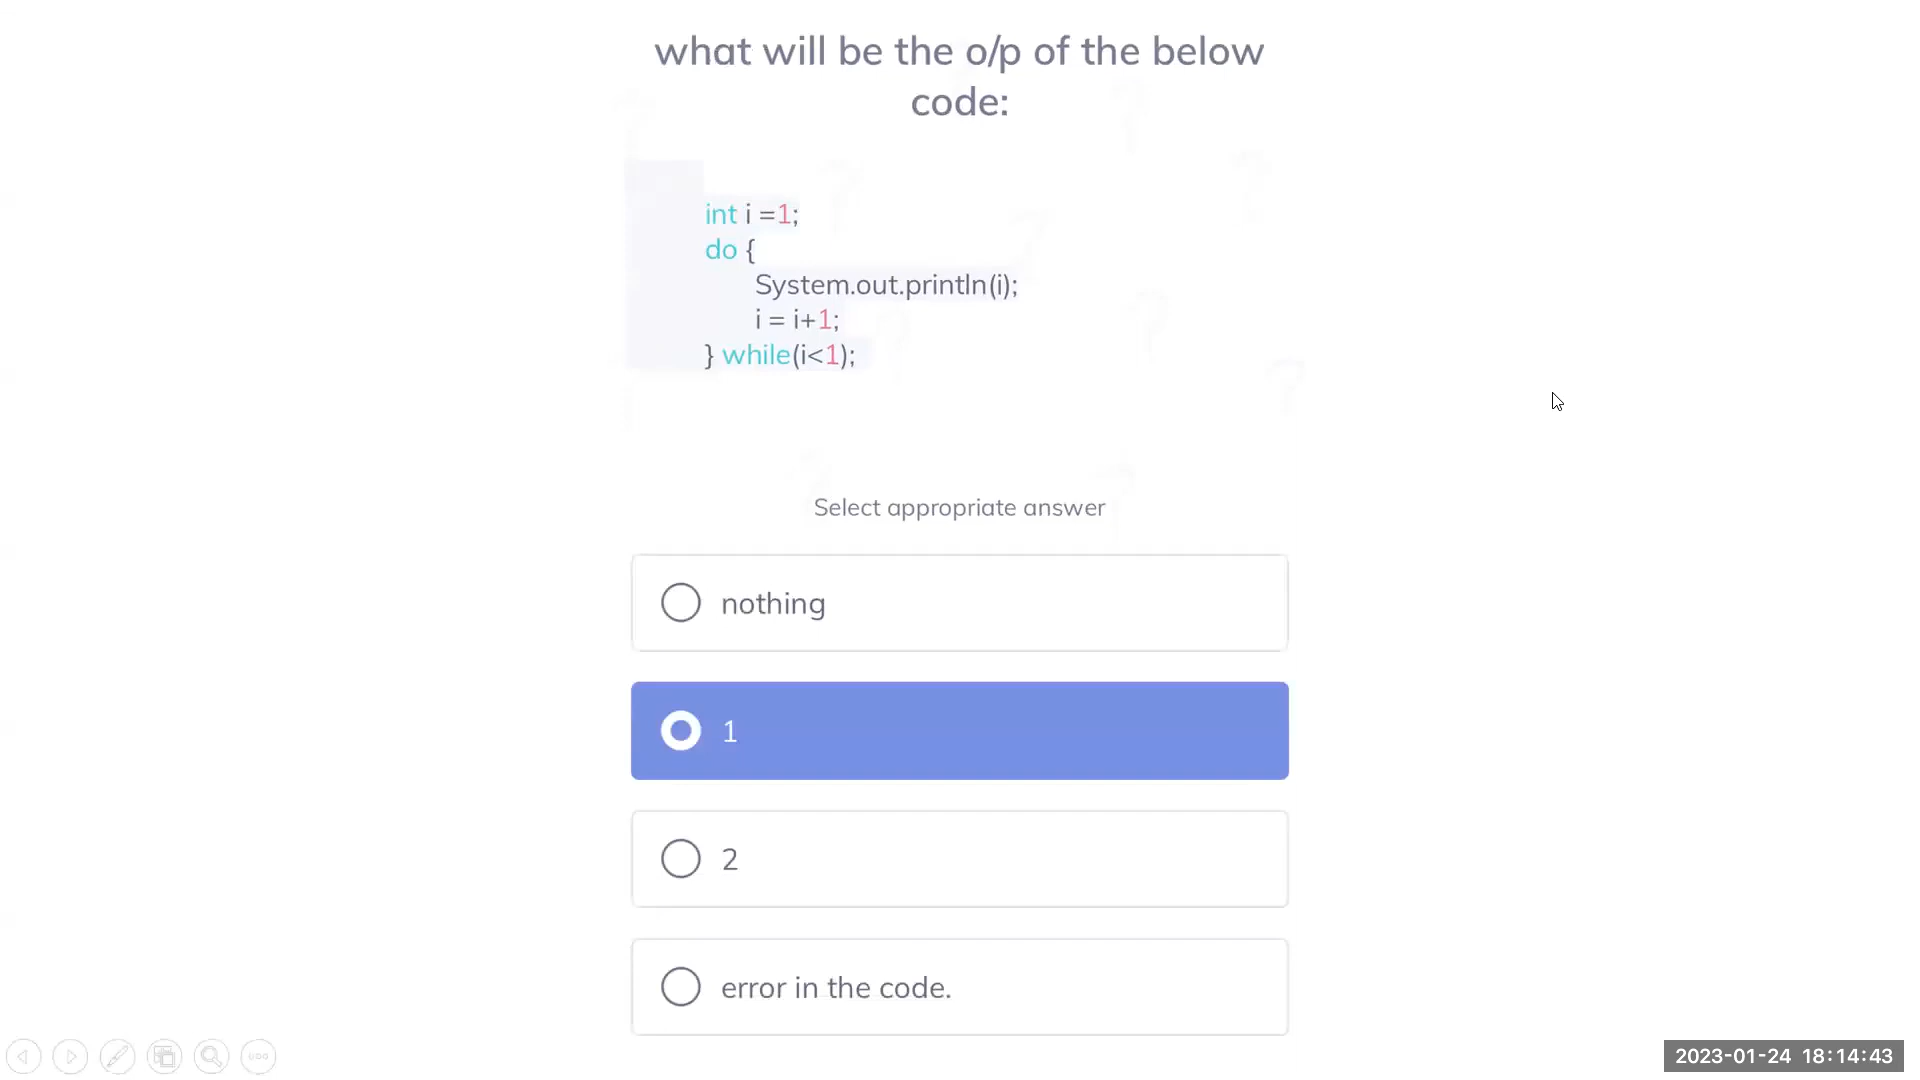 what will be the o/p of the below
code:
int i =1;
do {
System.out.println(i);
i = i+1;
} while(i<1);
Select appropriate answer
nothing
1
2
error in the code.
2023-01-24 18:14:43